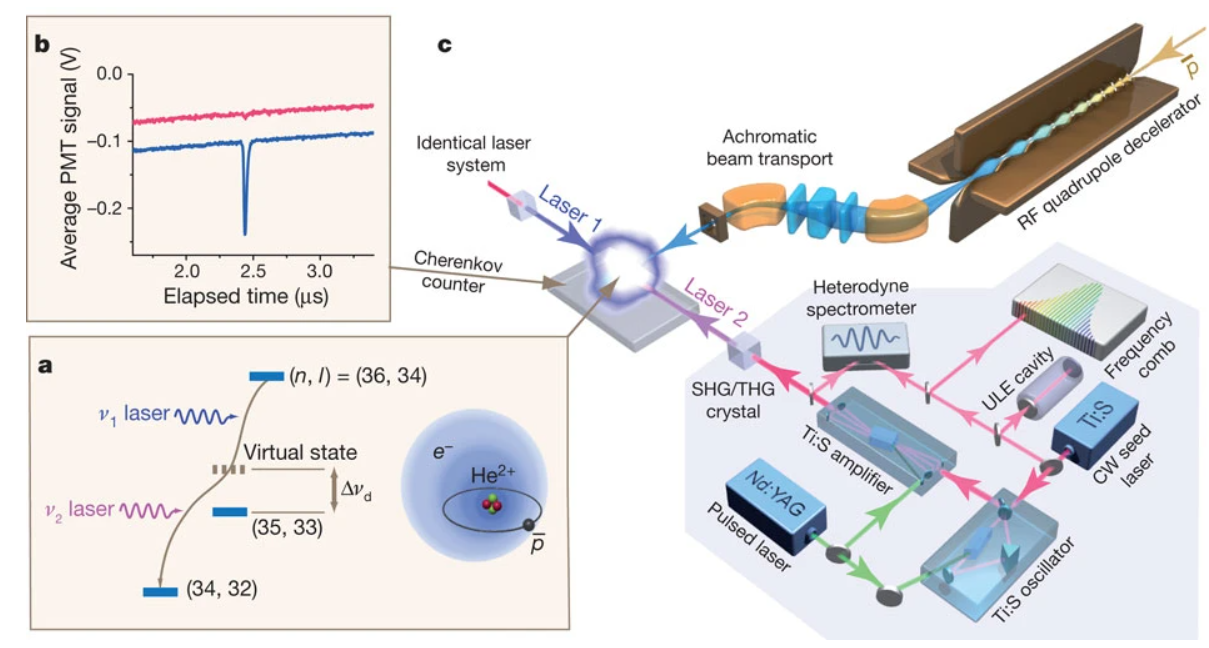 b
Average PMT signal (V)
0.0
–0.1
–0.2
2.0
2.5
3.0
Elapsed time (μs)
a
(n, l) = (36, 34)
ν1 laser
Virtual state
Δνd
ν2 laser
(35, 33)
(34, 32)
e–
He2+
p̅
c
p̅
RF quadrupole decelerator
Achromatic
beam transport
Identical laser
system
Laser 1
Cherenkov
counter
Laser 2
Heterodyne
spectrometer
Frequency
comb
ULE cavity
SHG/THG
crystal
Ti:S
CW seed
laser
Ti:S amplifier
Nd:YAG
Pulsed laser
Ti:S oscillator